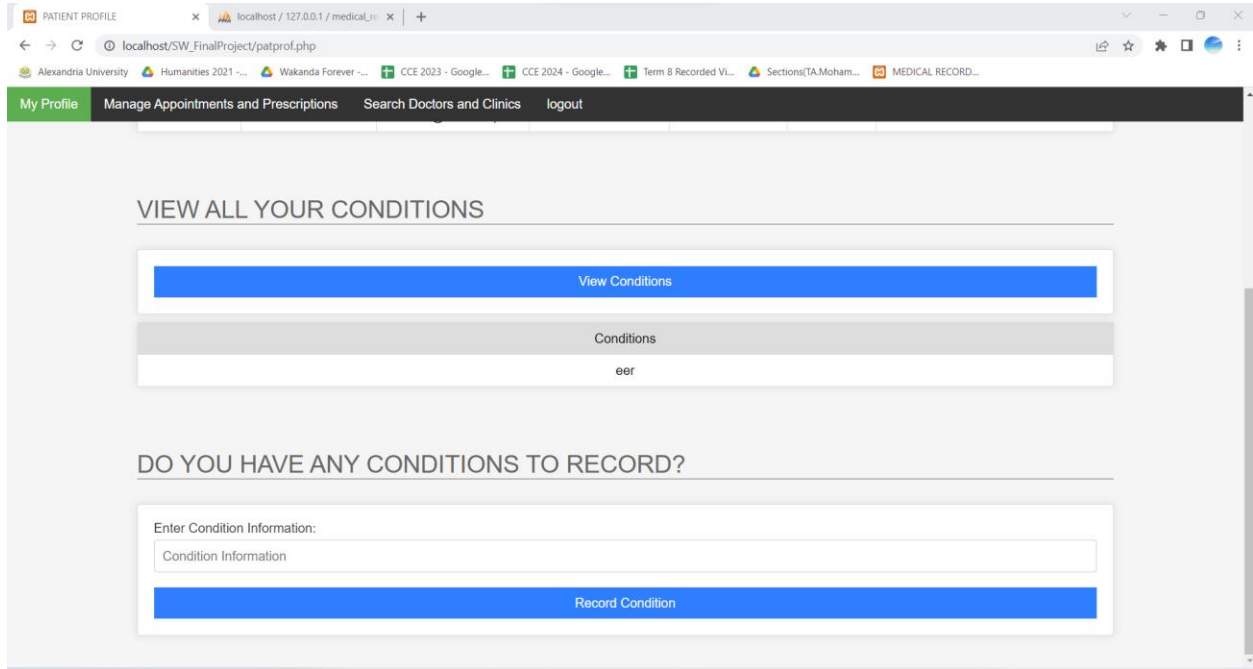 PATIENT PROFILE
localhost / 127.0.0.1 / medical_re
localhost/SW_FinalProject/patprof.php
Alexandria University
Humanities 2021 -...
Wakanda Forever -...
CCE 2023 - Google...
CCE 2024 - Google...
Term 8 Recorded Vi...
Sections(TA.Moham...
MEDICAL RECORD...
My Profile
Manage Appointments and Prescriptions
Search Doctors and Clinics
logout
VIEW ALL YOUR CONDITIONS
View Conditions
Conditions
eer
DO YOU HAVE ANY CONDITIONS TO RECORD?
Enter Condition Information:
Condition Information
Record Condition